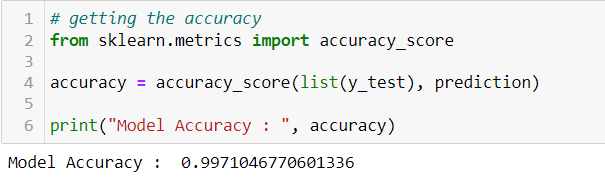 1 # getting the accuracy
2 from sklearn.metrics import accuracy_score
3
4 accuracy = accuracy_score(list(y_test), prediction)
5
6 print("Model Accuracy : ", accuracy)
Model Accuracy :  0.9971046770601336